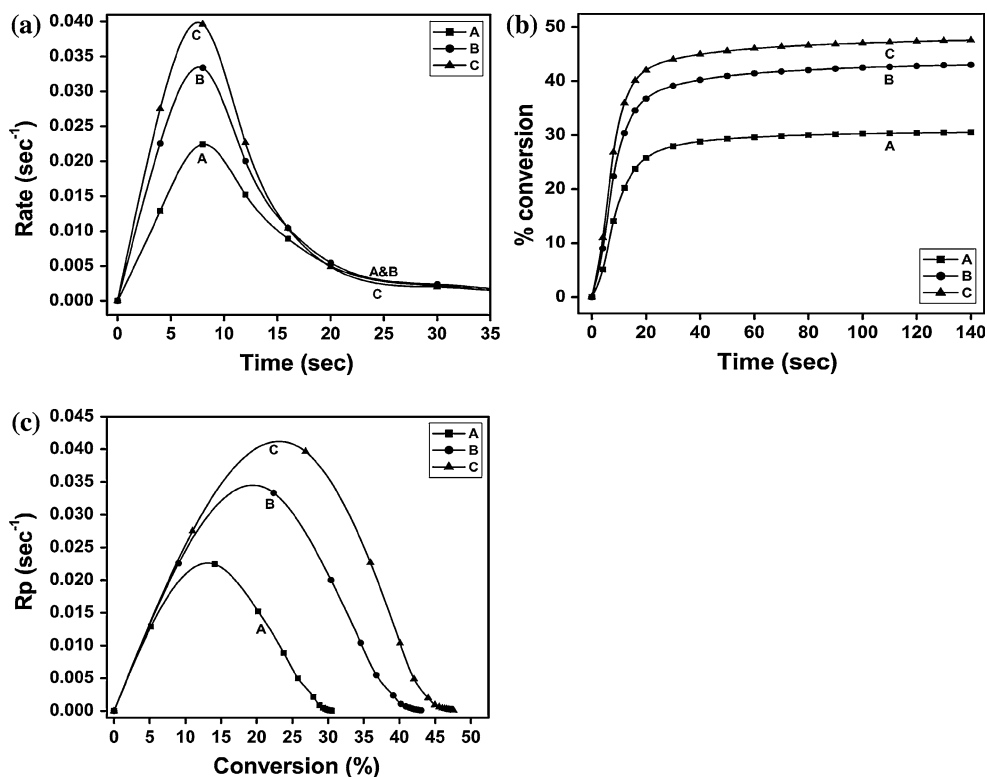 (a)
Rate (sec⁻¹)
0.040
0.035
0.030
0.025
0.020
0.015
0.010
0.005
0.000
C
B
A
A&B
C
A
B
C
0 5 10 15 20 25 30 35
Time (sec)
(b)
% conversion
50
40
30
20
10
0
C
B
A
A
B
C
0 20 40 60 80 100 120 140
Time (sec)
(c)
Rp (sec⁻¹)
0.045
0.040
0.035
0.030
0.025
0.020
0.015
0.010
0.005
0.000
C
B
A
A
B
C
0 5 10 15 20 25 30 35 40 45 50
Conversion (%)